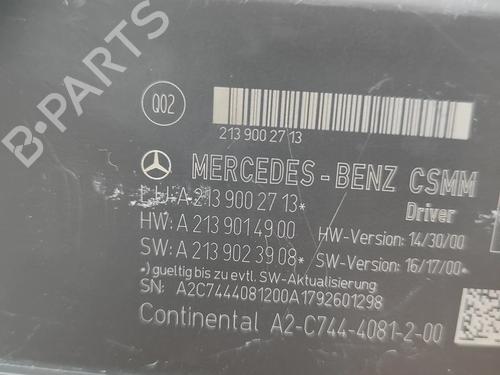 B-PARTS
Q02
213 900 27 13
MERCEDES-BENZ CSMM
A 213 900 27 13*
Driver
HW: A 213 901 49 00
HW-Version: 14/30/00
SW: A 213 902 39 08*
SW-Version: 16/17/00*
*) gueltig bis zu evtl. SW-Aktualisierung
SN: A2C7444081200A1792601298
Continental A2-C744-4081-2-00